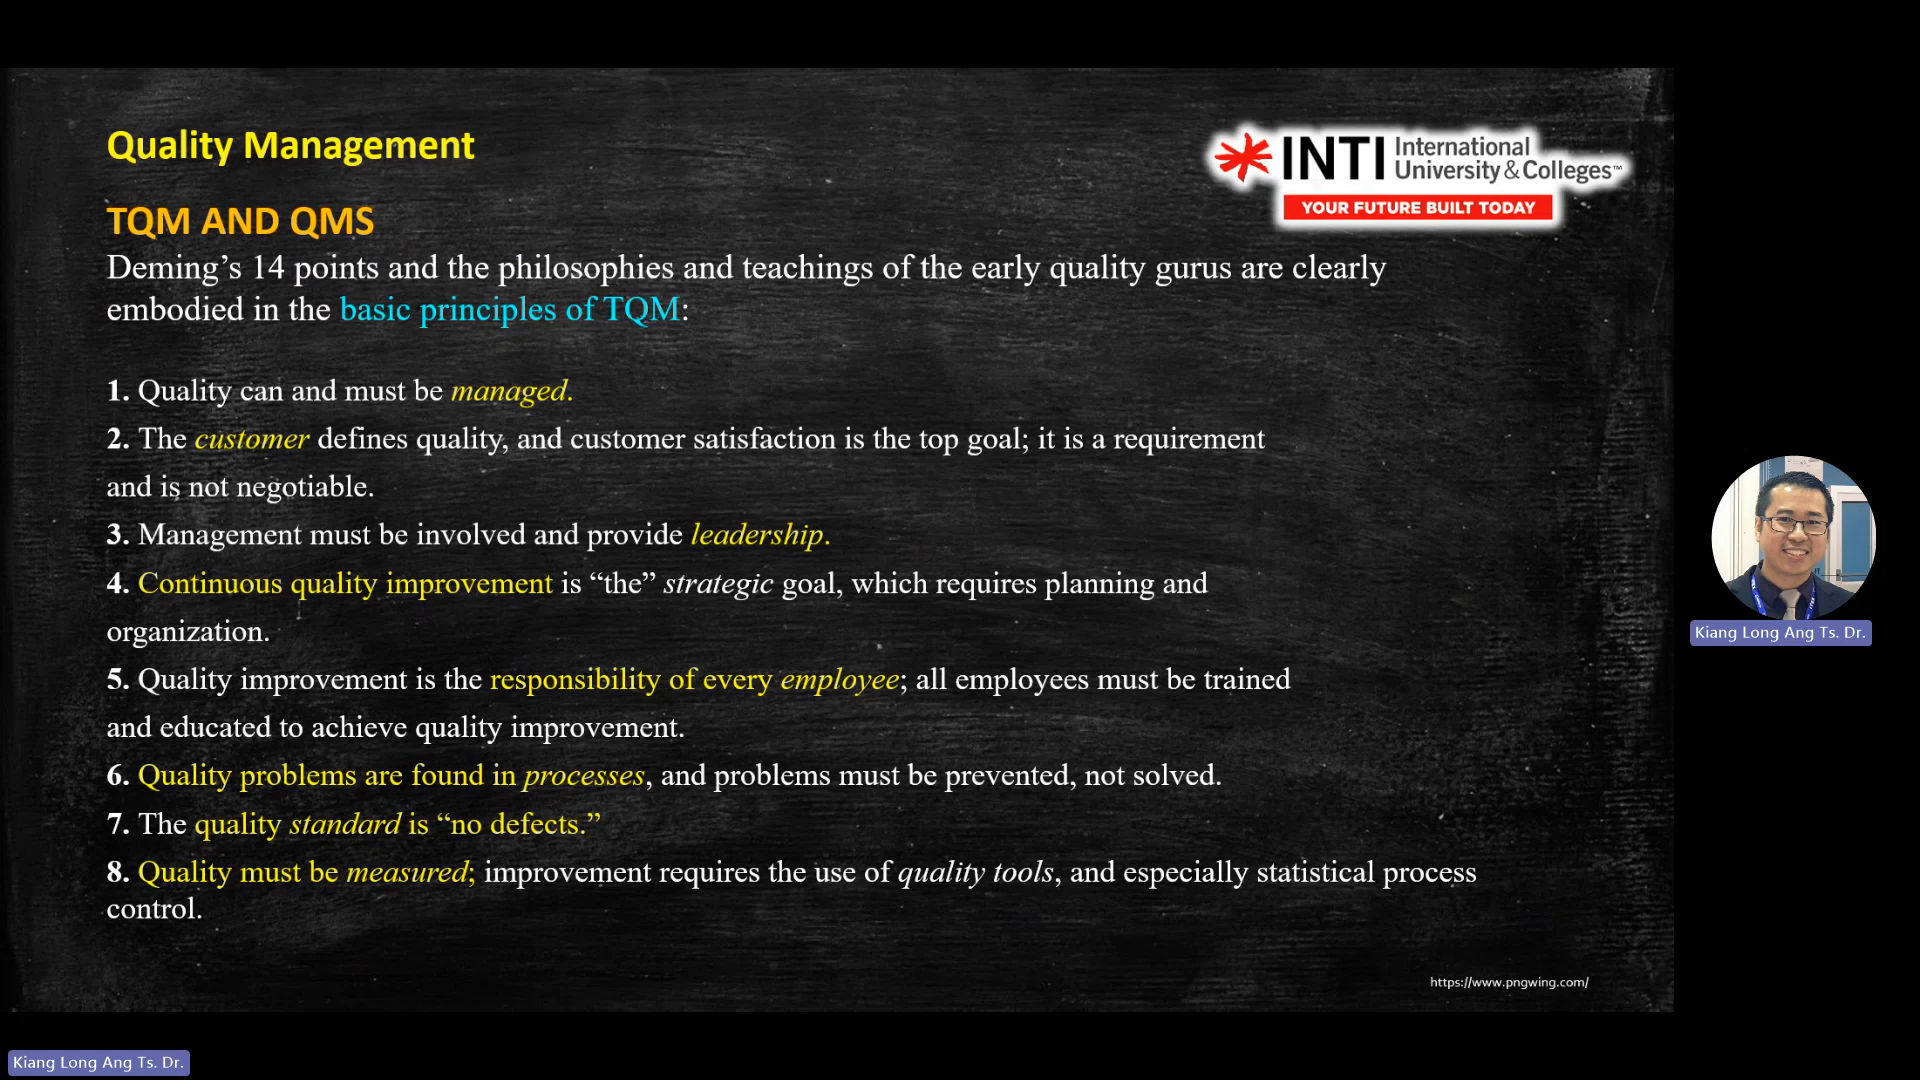 Quality Management
INTI International
University & Colleges™
YOUR FUTURE BUILT TODAY
TQM AND QMS
Deming’s 14 points and the philosophies and teachings of the early quality gurus are clearly
embodied in the basic principles of TQM:
1. Quality can and must be managed.
2. The customer defines quality, and customer satisfaction is the top goal; it is a requirement
and is not negotiable.
3. Management must be involved and provide leadership.
4. Continuous quality improvement is “the” strategic goal, which requires planning and
organization.
5. Quality improvement is the responsibility of every employee; all employees must be trained
and educated to achieve quality improvement.
6. Quality problems are found in processes, and problems must be prevented, not solved.
7. The quality standard is “no defects.”
8. Quality must be measured; improvement requires the use of quality tools, and especially statistical process
control.
https://www.pngwing.com/
Kiang Long Ang Ts. Dr.
Kiang Long Ang Ts. Dr.